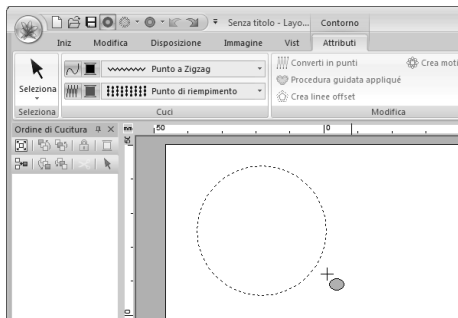 Senza titolo - Layo... Contorno
Iniz Modifica Disposizione Immagine Vist Attributi
Seleziona
Punto a Zigzag
Punto di riempimento
Converti in punti
Procedura guidata appliqué
Crea linee offset
Crea moti
Seleziona Cuci Modifica
Ordine di Cucitura
mm 50 0